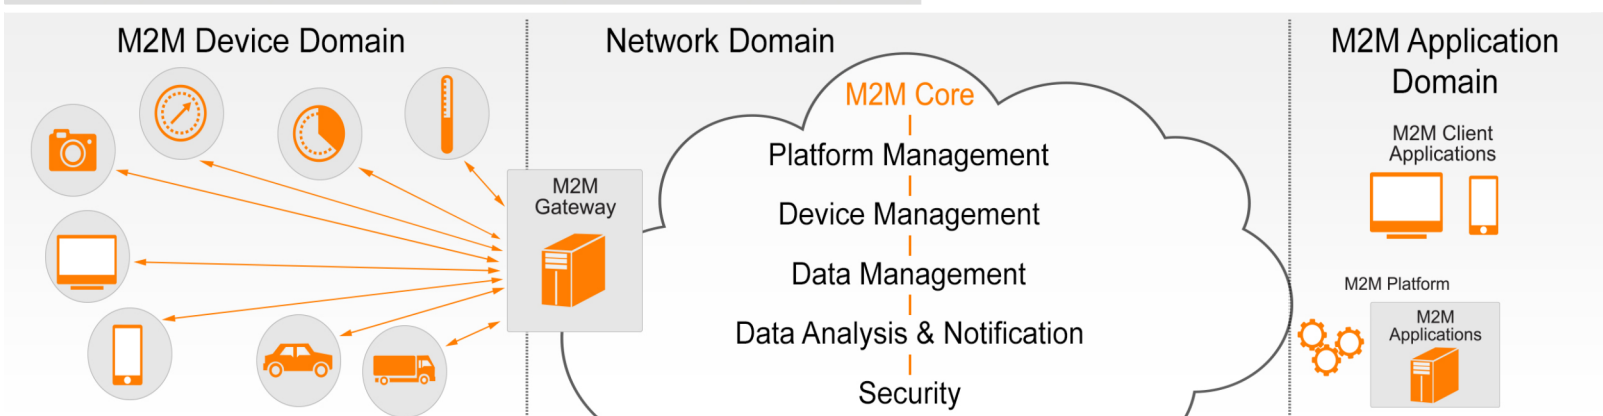 M2M Device Domain
Network Domain
M2M Application
Domain
M2M Core
Platform Management
Device Management
Data Management
Data Analysis & Notification
Security
M2M
Gateway
M2M Client
Applications
M2M Platform
M2M
Applications